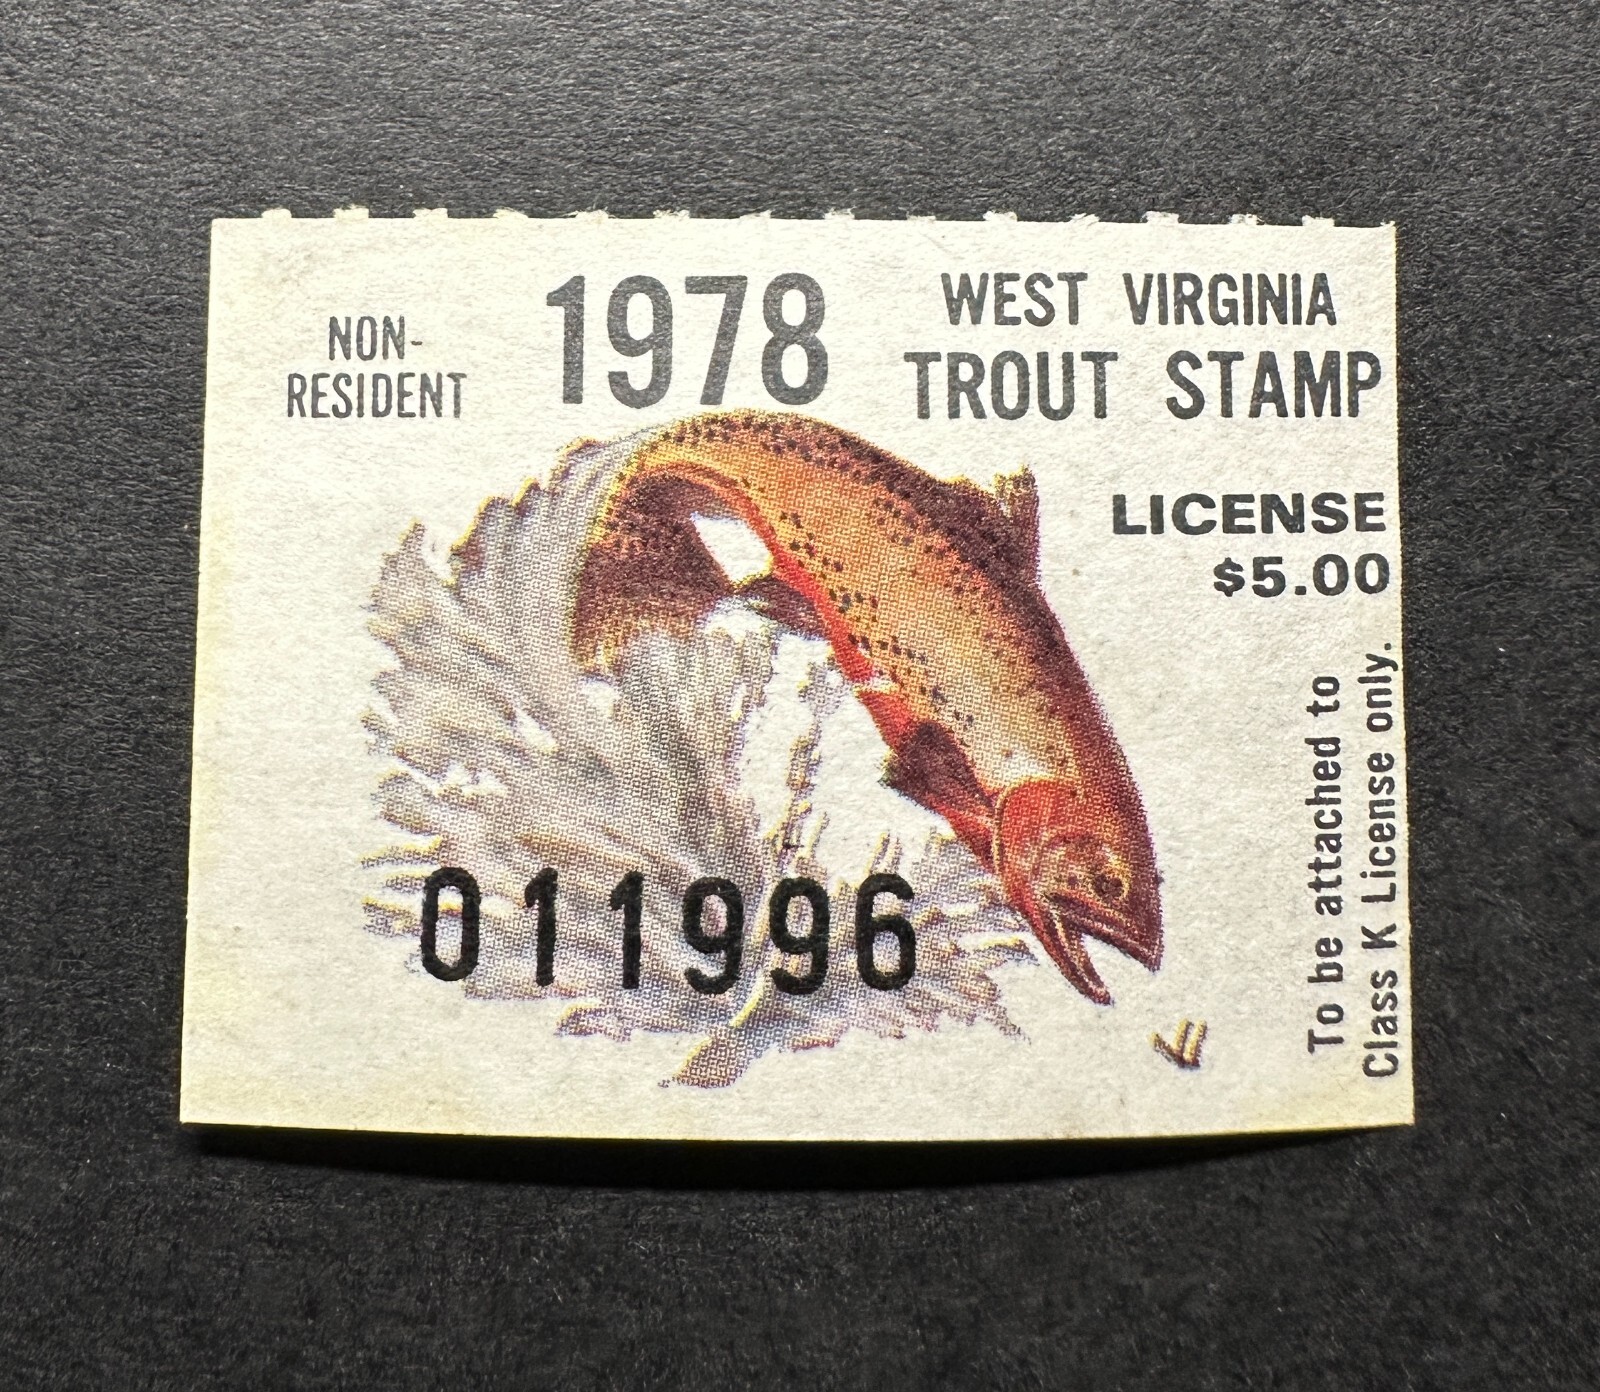 NON-
RESIDENT
1978
WEST VIRGINIA
TROUT STAMP
LICENSE
$5.00
To be attached to
Class K License only.
011996